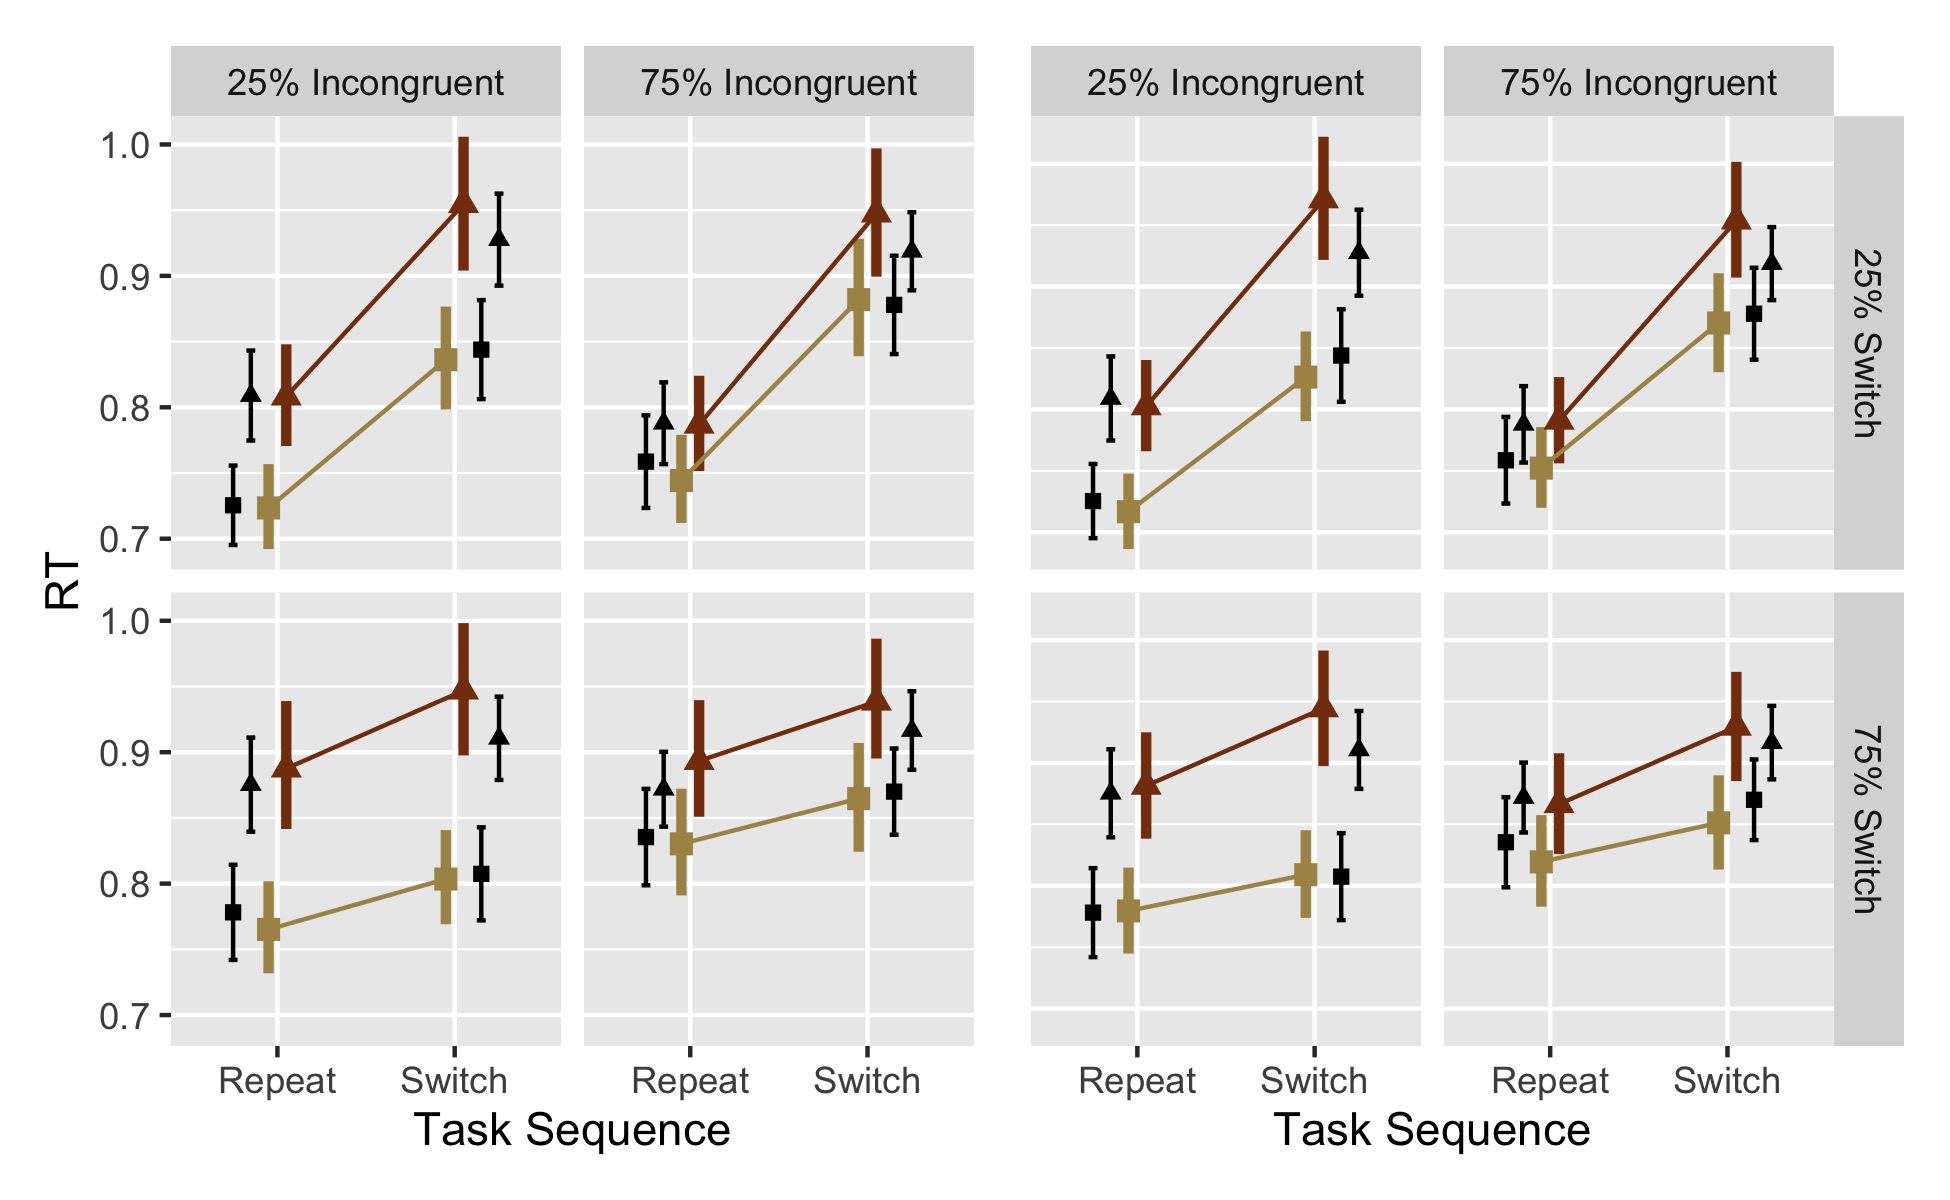 25% Incongruent
75% Incongruent
25% Incongruent
75% Incongruent
1.0
0.9
0.8
0.7
25% Switch
RT
1.0
0.9
0.8
0.7
75% Switch
Repeat
Switch
Repeat
Switch
Repeat
Switch
Repeat
Switch
Task Sequence
Task Sequence